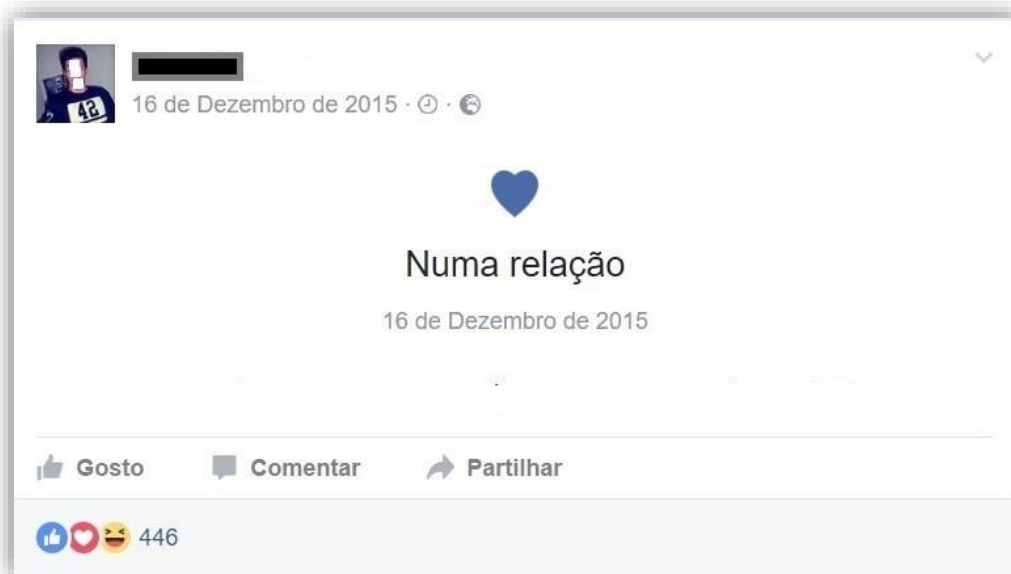 42
16 de Dezembro de 2015 · ·
Numa relação
16 de Dezembro de 2015
Gosto Comentar Partilhar
446